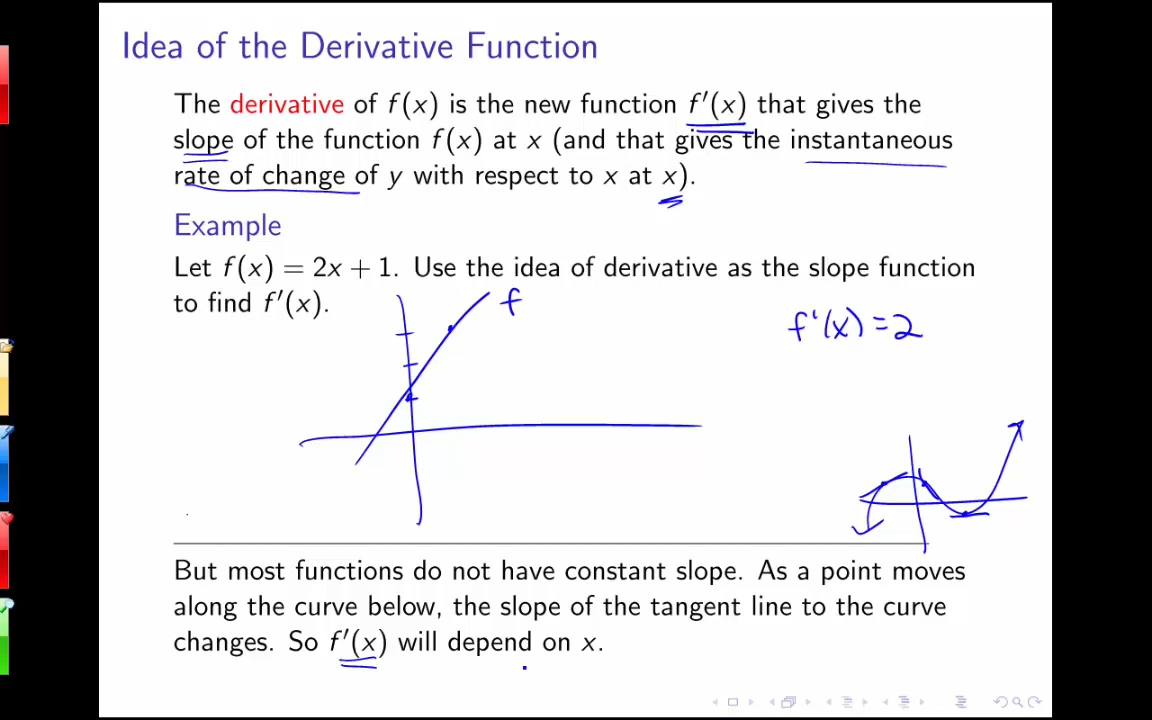 Idea of the Derivative Function
The derivative of f(x) is the new function f′(x) that gives the
slope of the function f(x) at x (and that gives the instantaneous
rate of change of y with respect to x at x).
Example
Let f(x) = 2x + 1. Use the idea of derivative as the slope function
to find f′(x).
f
f'(x) = 2
But most functions do not have constant slope. As a point moves
along the curve below, the slope of the tangent line to the curve
changes. So f′(x) will depend on x.